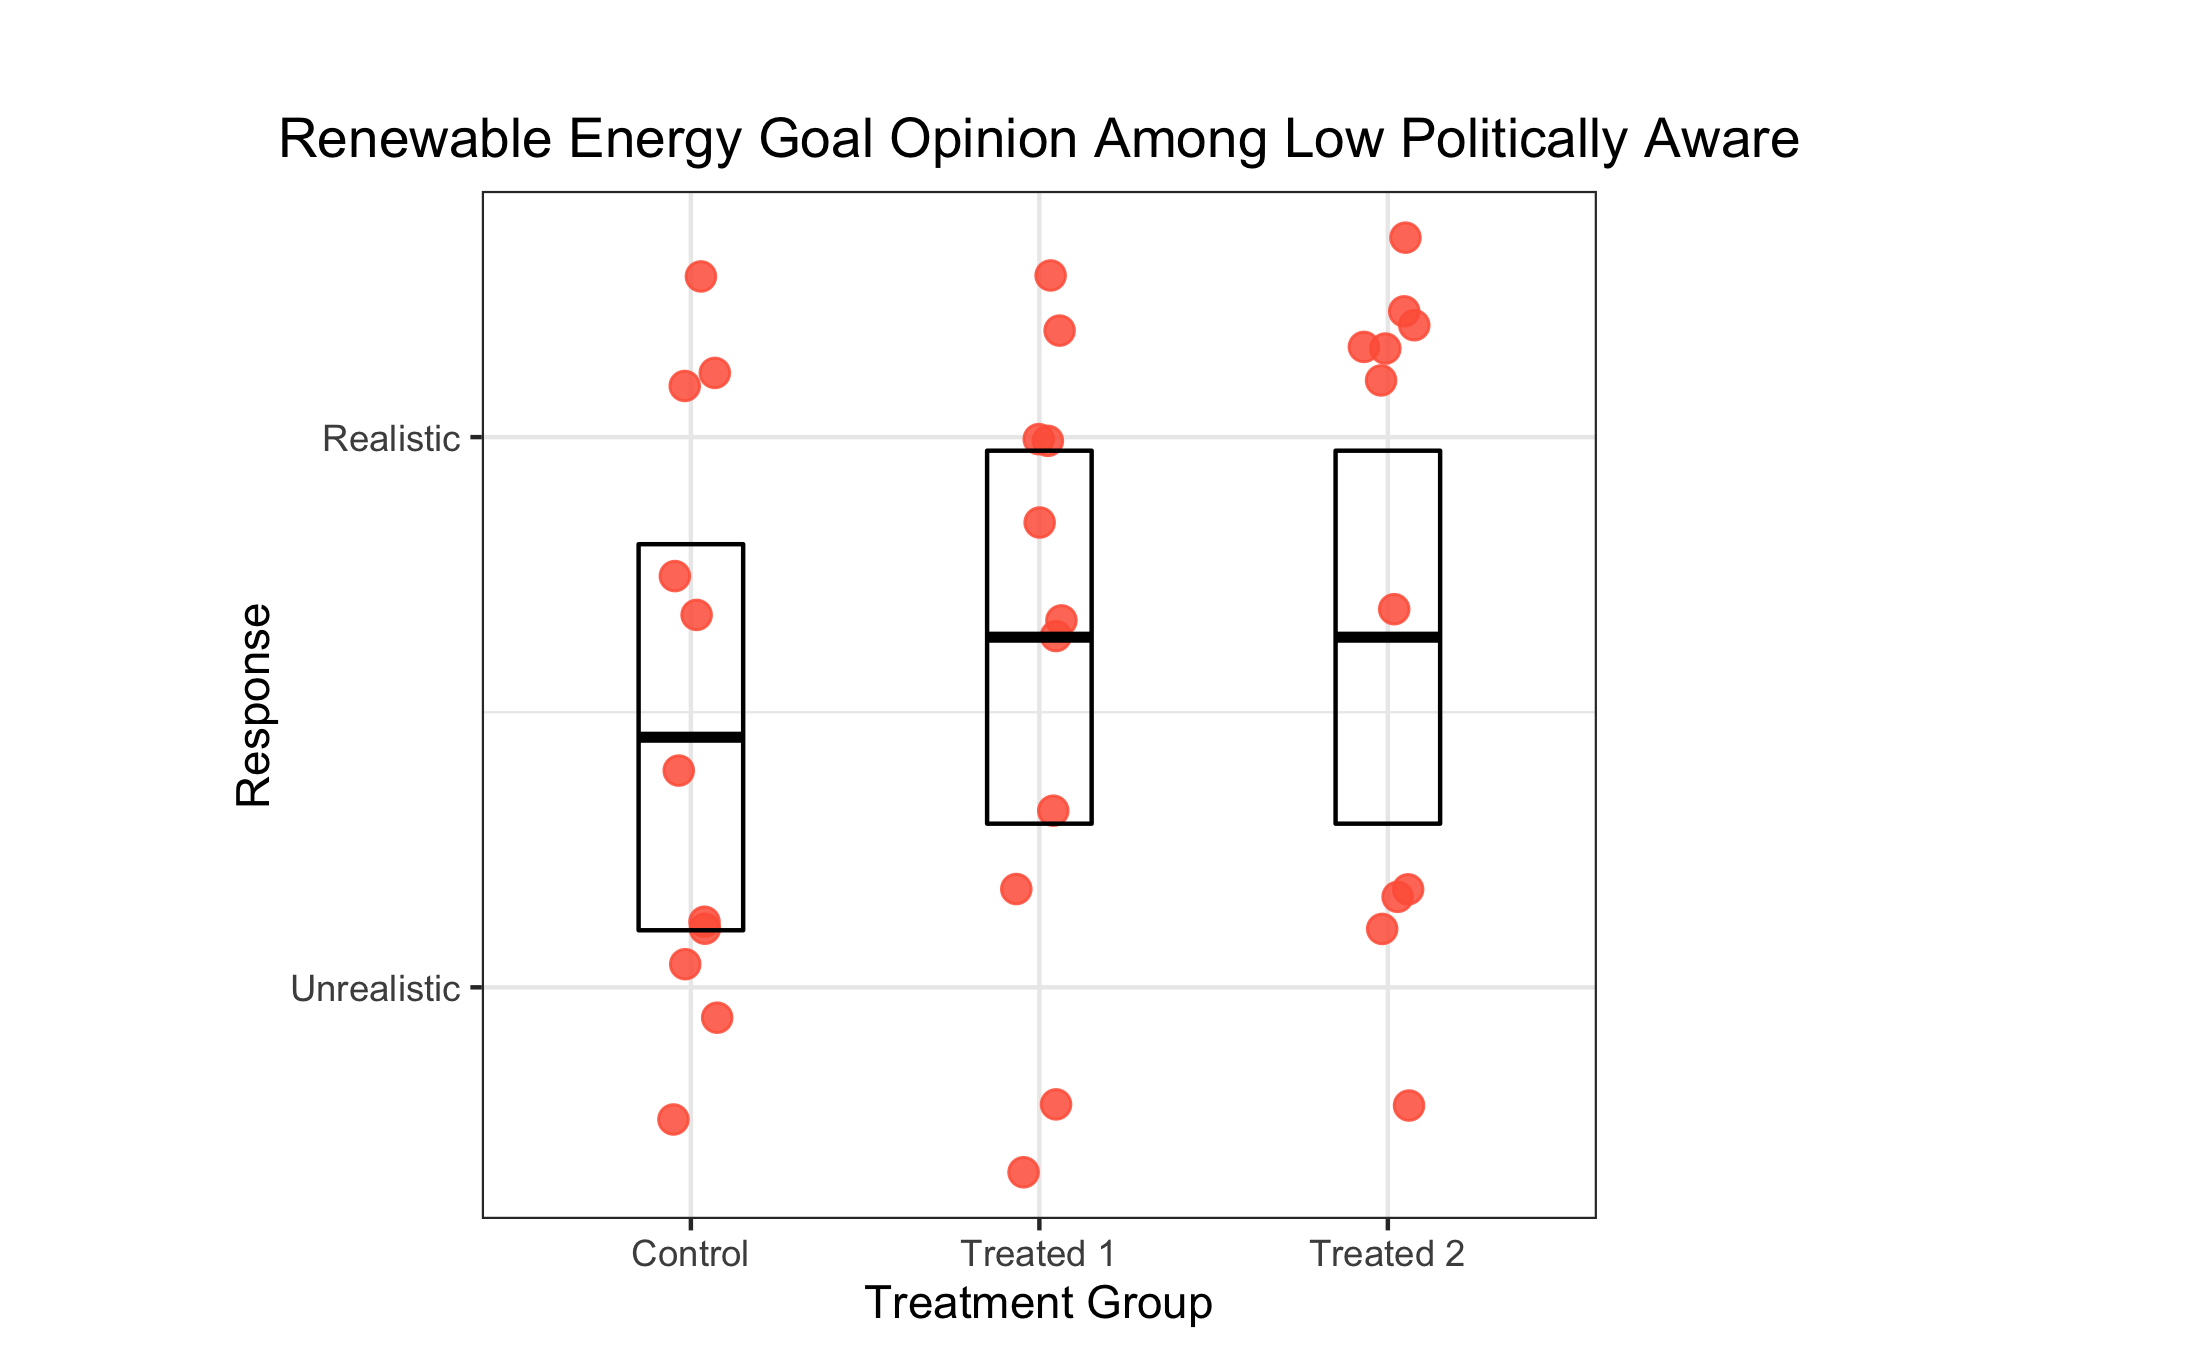 Renewable Energy Goal Opinion Among Low Politically Aware
Response
Realistic
Unrealistic
Control
Treated 1
Treated 2
Treatment Group